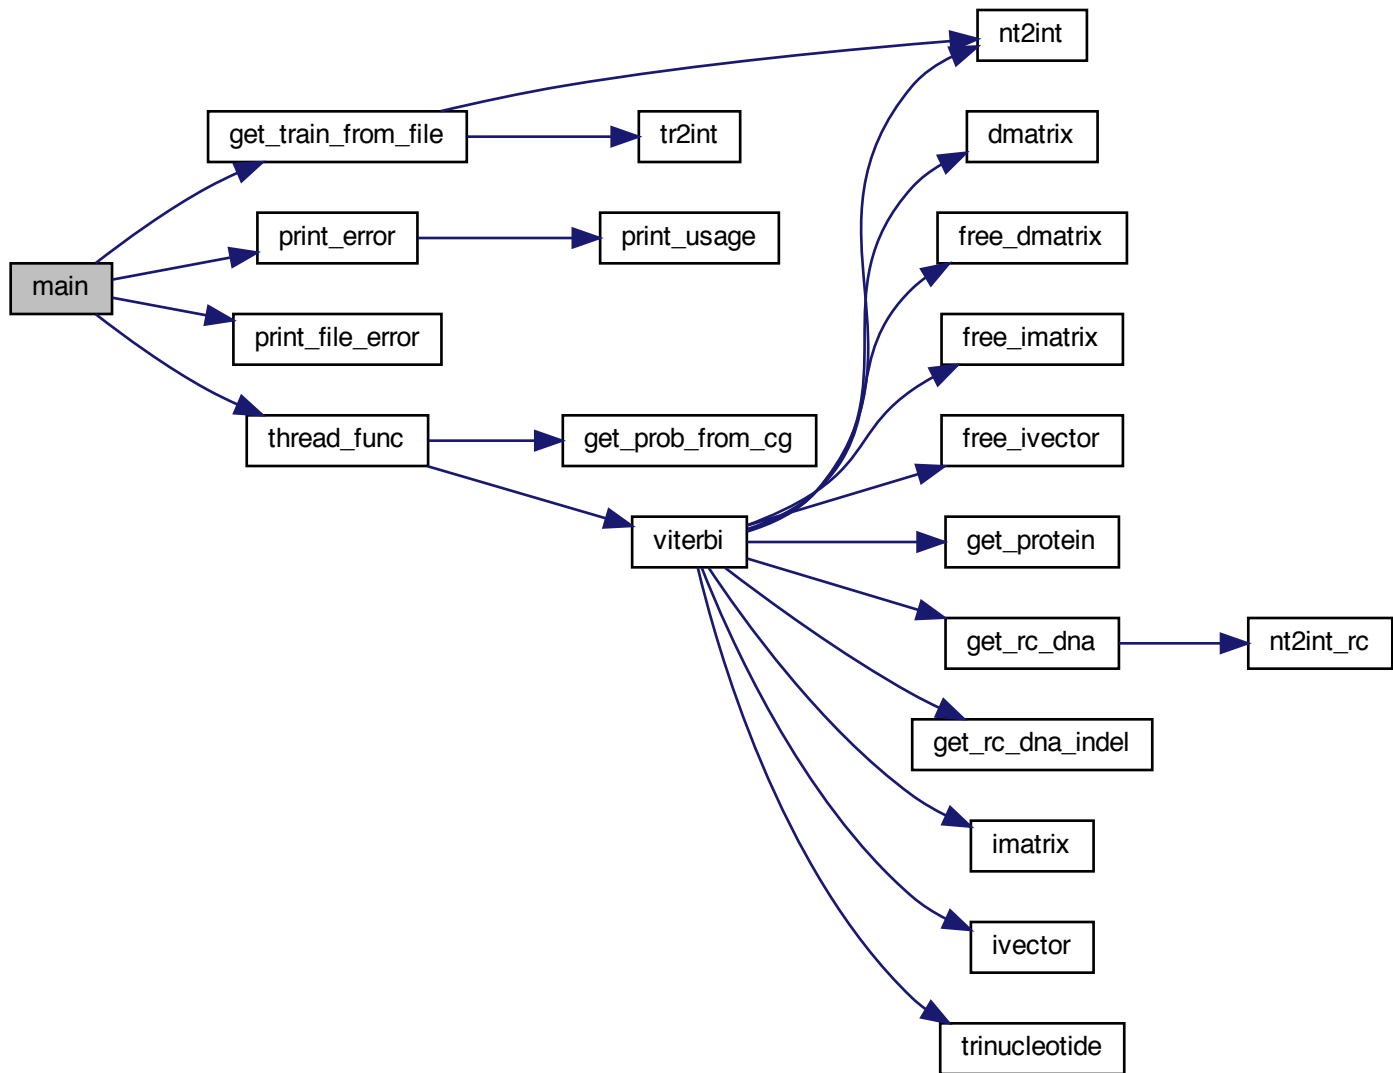 nt2int
get_train_from_file
tr2int
dmatrix
print_error
print_usage
free_dmatrix
main
print_file_error
free_imatrix
thread_func
get_prob_from_cg
free_ivector
viterbi
get_protein
get_rc_dna
nt2int_rc
get_rc_dna_indel
imatrix
ivector
trinucleotide